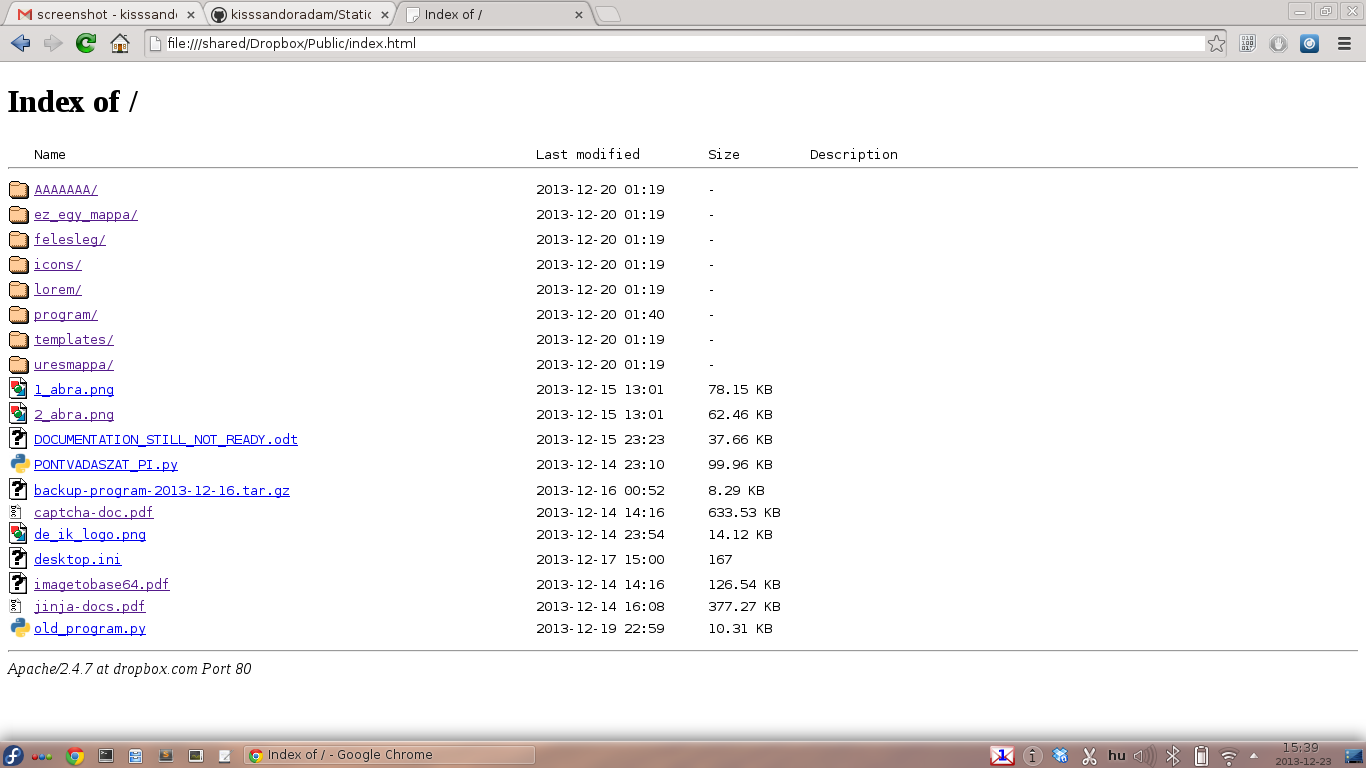 screenshot - kisssand
kisssandoradam/Static
Index of /
file:///shared/Dropbox/Public/index.html
Index of /
Name Last modified Size Description
AAAAAAA/ 2013-12-20 01:19 -
ez_egy_mappa/ 2013-12-20 01:19 -
felesleg/ 2013-12-20 01:19 -
icons/ 2013-12-20 01:19 -
lorem/ 2013-12-20 01:19 -
program/ 2013-12-20 01:40 -
templates/ 2013-12-20 01:19 -
uresmappa/ 2013-12-20 01:19 -
1_abra.png 2013-12-15 13:01 78.15 KB
2_abra.png 2013-12-15 13:01 62.46 KB
DOCUMENTATION_STILL_NOT_READY.odt 2013-12-15 23:23 37.66 KB
PONTVADASZAT_PI.py 2013-12-14 23:10 99.96 KB
backup-program-2013-12-16.tar.gz 2013-12-16 00:52 8.29 KB
captcha-doc.pdf 2013-12-14 14:16 633.53 KB
de_ik_logo.png 2013-12-14 23:54 14.12 KB
desktop.ini 2013-12-17 15:00 167
imagetobase64.pdf 2013-12-14 14:16 126.54 KB
jinja-docs.pdf 2013-12-14 16:08 377.27 KB
old_program.py 2013-12-19 22:59 10.31 KB
Apache/2.4.7 at dropbox.com Port 80
Index of / - Google Chrome
1
hu
15:39
2013-12-23